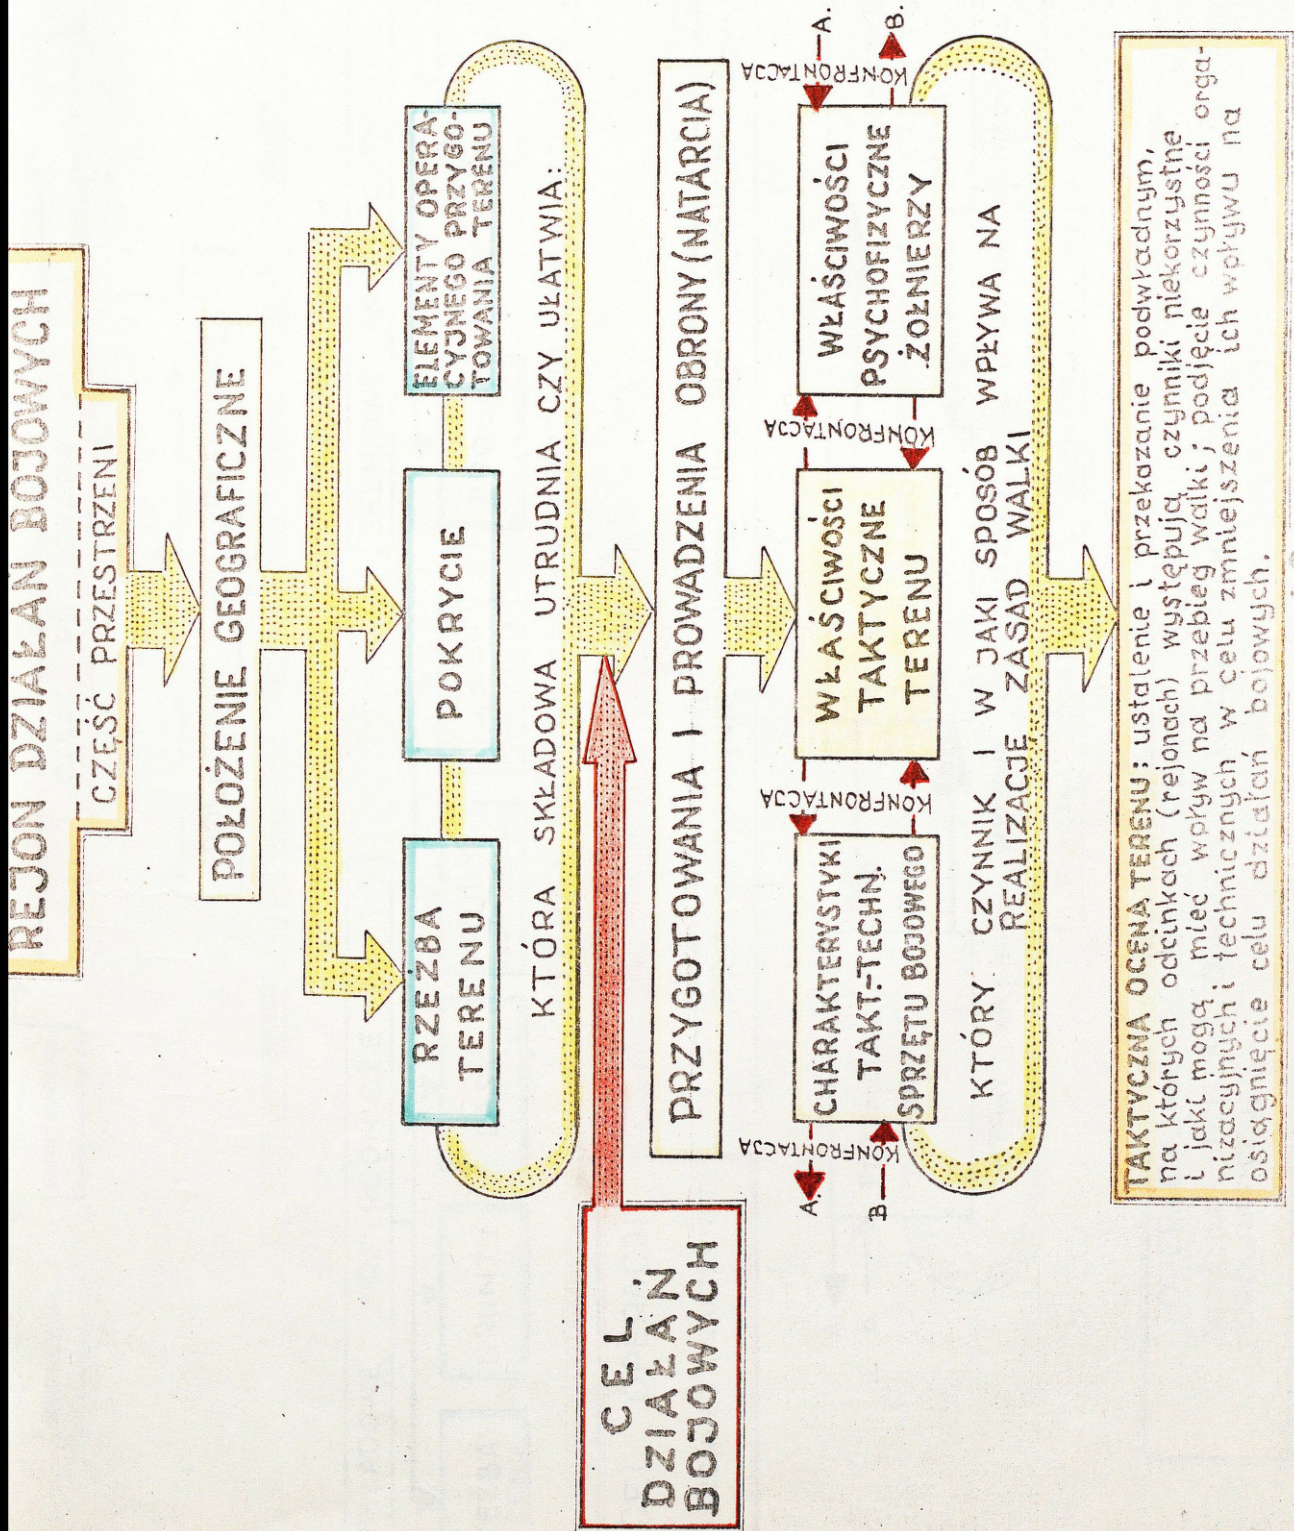 REJON DZIAŁAŃ BOJOWYCH
CZĘŚĆ PRZESTRZENI
POŁOŻENIE GEOGRAFICZNE
RZEŹBA
TERENU
POKRYCIE
ELEMENTY OPERA-
CYJNEGO PRZYGO-
TOWANIA TERENU
KTÓRA SKŁADOWA UTRUDNIA CZY UŁATWIA:
CEL
DZIAŁAŃ
BOJOWYCH
PRZYGOTOWANIA I PROWADZENIA OBRONY (NATARCIA)
A.
KONFRONTACJA
B
KONFRONTACJA
CHARAKTERYSTYKI
TAKT.-TECHN.
SPRZĘTU BOJOWEGO
KONFRONTACJA
KONFRONTACJA
WŁAŚCIWOŚCI
TAKTYCZNE
TERENU
KONFRONTACJA
KONFRONTACJA
WŁAŚCIWOŚCI
PSYCHOFIZYCZNE
ŻOŁNIERZY
KONFRONTACJA
A.
KONFRONTACJA
B.
KTÓRY CZYNNIK I W JAKI SPOSÓB WPŁYWA NA
REALIZACJĘ ZASAD WALKI
TAKTYCZNA OCENA TERENU; ustalenie i przekazanie podwładnym,
na których odcinkach (rejonach) występują czynniki niekorzystne
i jaki mogą mieć wpływ na przebieg walki; podjęcie czynności orga-
nizacyjnych i technicznych w celu zmniejszenia ich wpływu na
osiągnięcie celu działań bojowych.